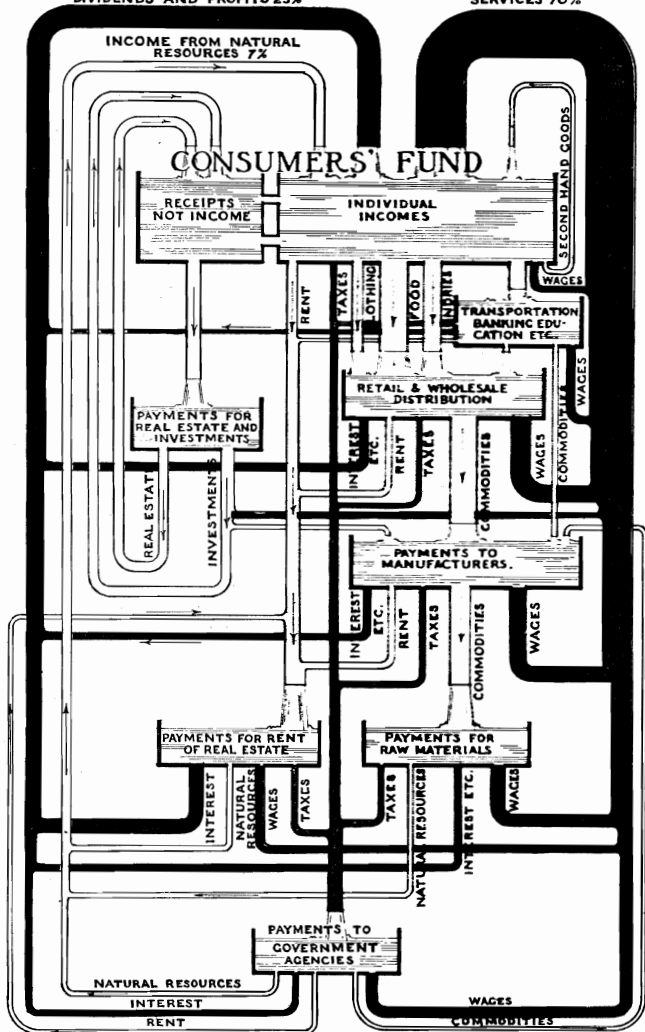 DIVIDENDS AND PROFITS 23%
SERVICES 70%
INCOME FROM NATURAL
RESOURCES 7%
CONSUMERS' FUND
RECEIPTS
NOT INCOME
INDIVIDUAL
INCOMES
SECOND HAND GOODS
WAGES
RENT
TAXES
CLOTHING
FOOD
TRANSPORTATION
BANKING EDU-
CATION ETC.
WAGES
COMMODITIES
RETAIL & WHOLESALE
DISTRIBUTION
PAYMENTS FOR
REAL ESTATE AND
INVESTMENTS
REAL ESTATE
INVESTMENTS
INTEREST
ETC.
RENT
TAXES
COMMODITIES
WAGES
PAYMENTS TO
MANUFACTURERS.
INTEREST
ETC.
RENT
TAXES
COMMODITIES
WAGES
PAYMENTS FOR RENT
OF REAL ESTATE
PAYMENTS FOR
RAW MATERIALS
INTEREST
NATURAL
RESOURCES
WAGES
TAXES
TAXES
NATURAL RESOURCES
INTEREST ETC.
WAGES
PAYMENTS TO
GOVERNMENT
AGENCIES
NATURAL RESOURCES
INTEREST
RENT
WAGES
COMMODITIES